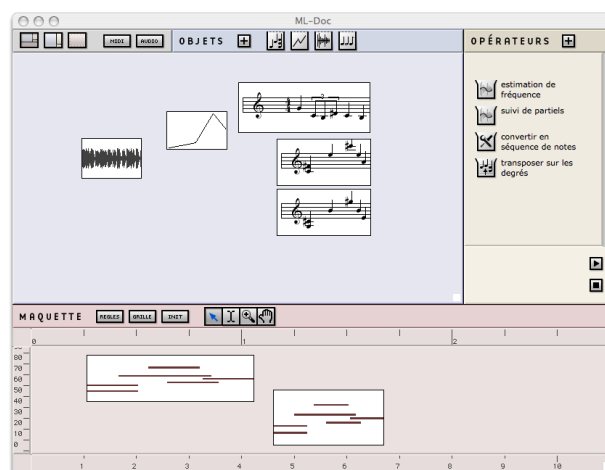 ML-Doc
MIDI AUDIO OBJETS
OPÉRATEURS
3
estimation de
fréquence
suivi de partiels
convertir en
séquence de notes
transposer sur les
degrés
MAQUETTE REGLES GRILLE INIT
0 1 2
80
70
60
50
40
30
20
10
0
1 2 3 4 5 6 7 8 9 10